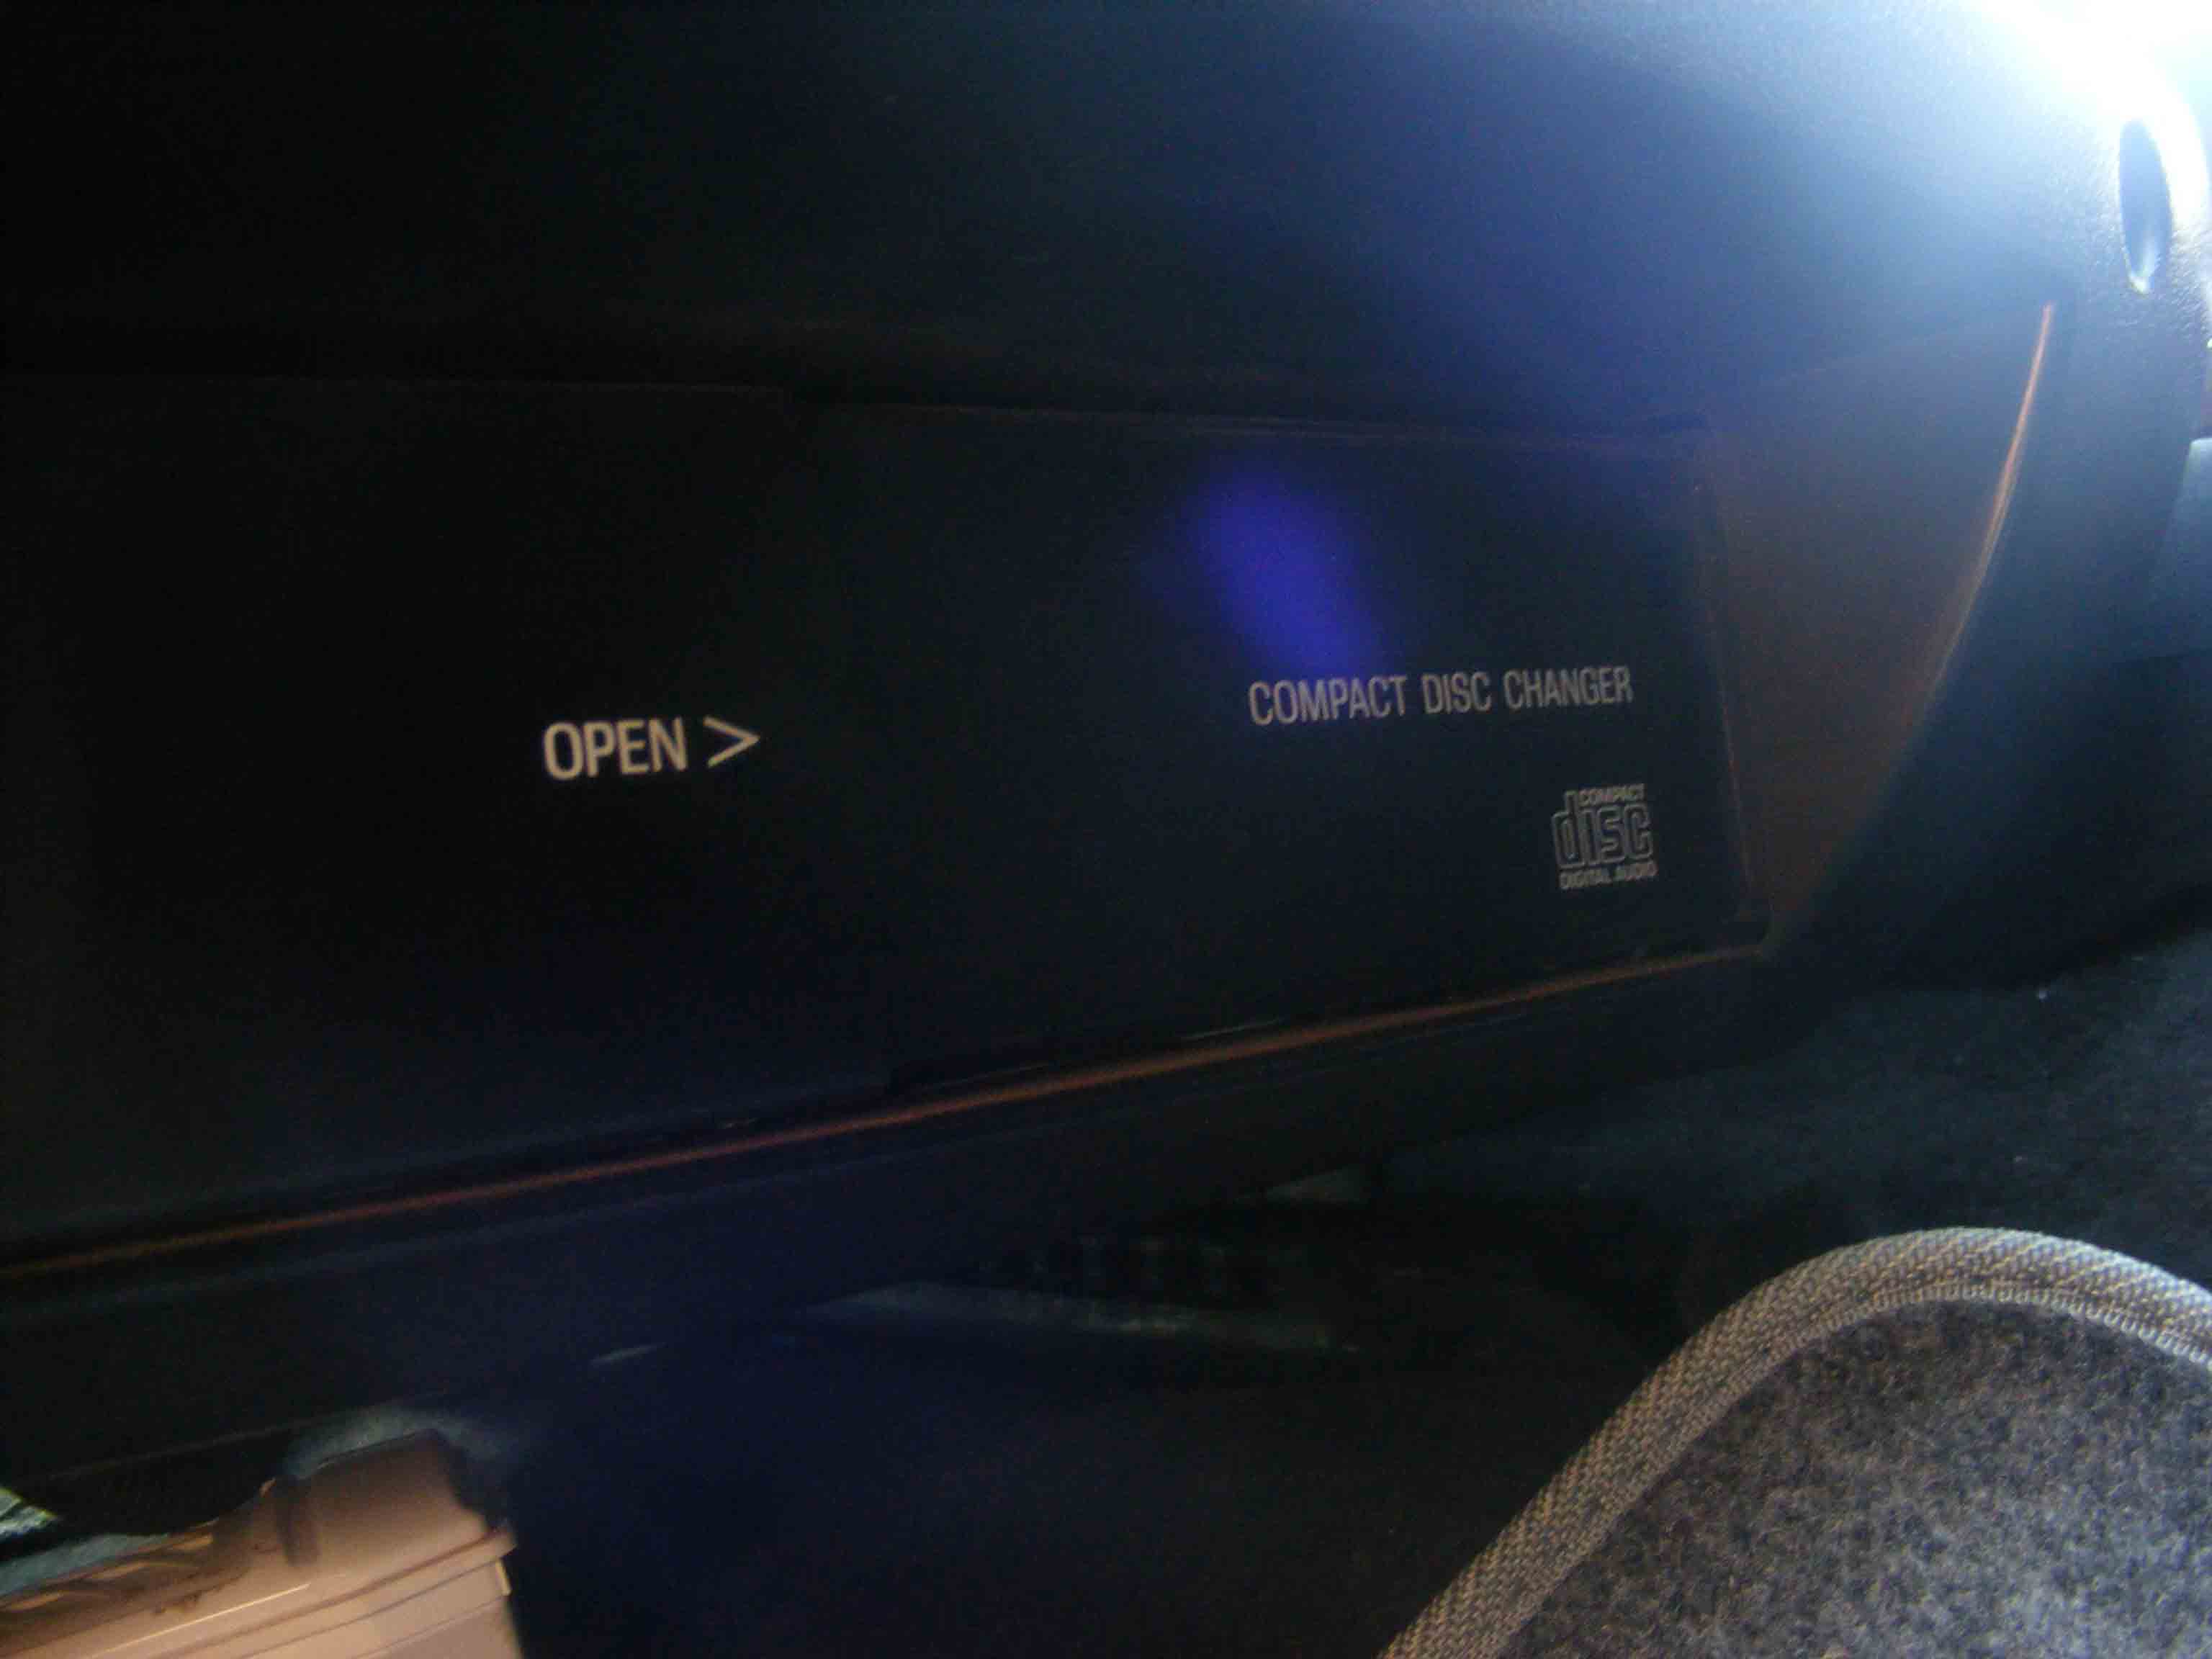 OPEN >
COMPACT DISC CHANGER
COMPACT
disc
DIGITAL AUDIO